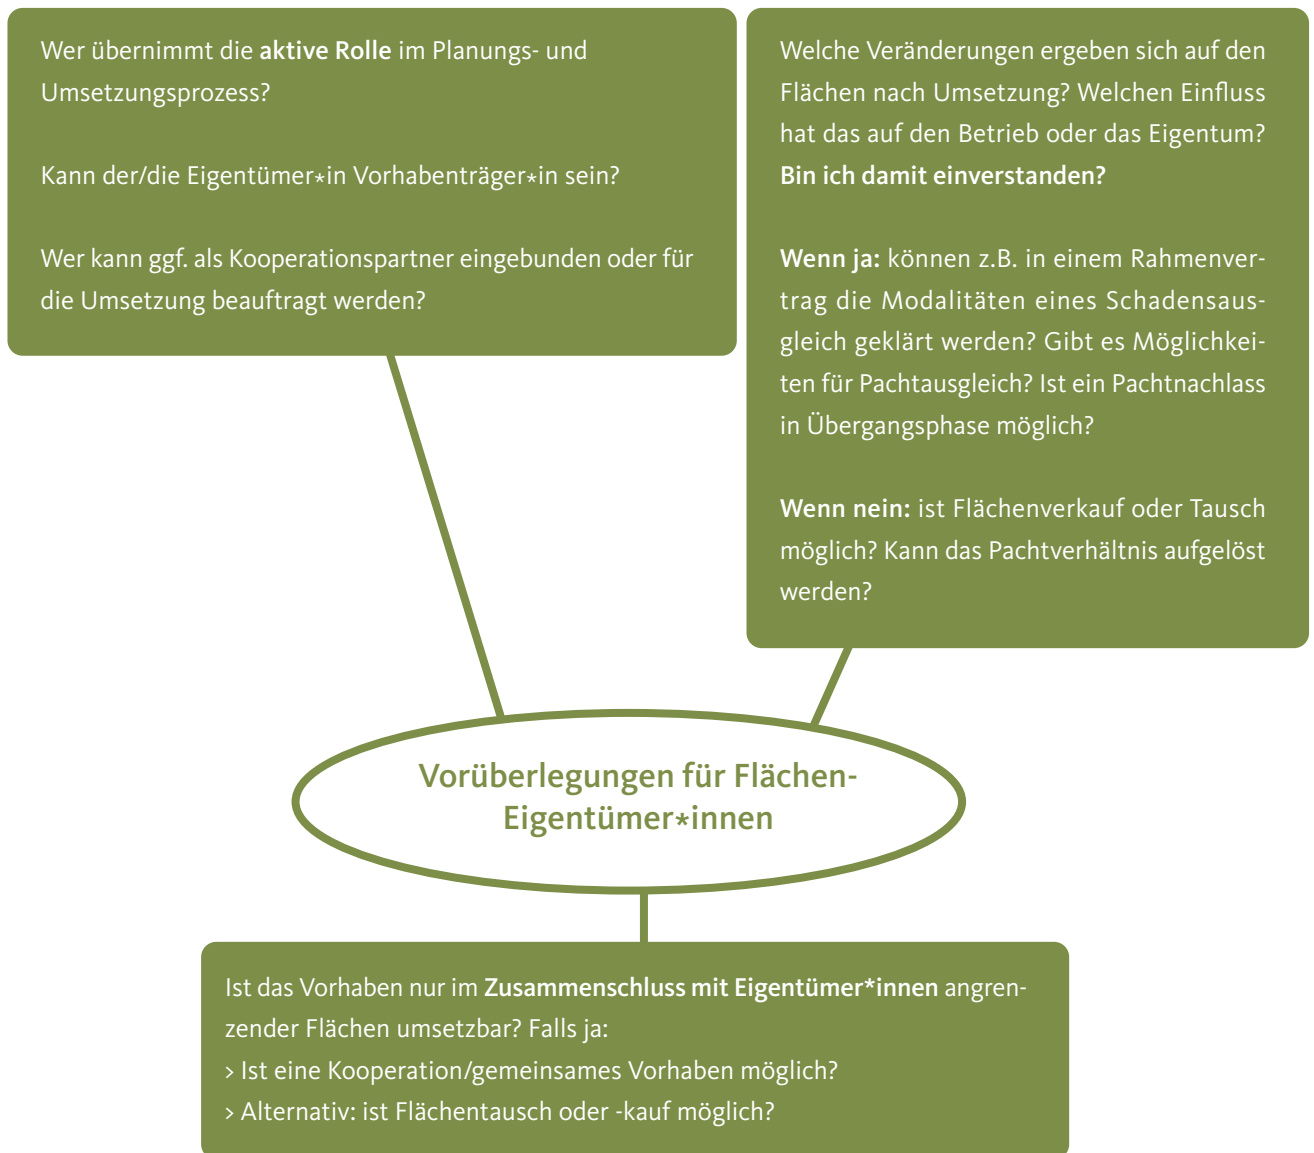 Wer übernimmt die aktive Rolle im Planungs- und
Umsetzungsprozess?
Kann der/die Eigentümer*in Vorhabenträger*in sein?
Wer kann ggf. als Kooperationspartner eingebunden oder für
die Umsetzung beauftragt werden?
Welche Veränderungen ergeben sich auf den
Flächen nach Umsetzung? Welchen Einfluss
hat das auf den Betrieb oder das Eigentum?
Bin ich damit einverstanden?
Wenn ja: können z.B. in einem Rahmenver-
trag die Modalitäten eines Schadensaus-
gleich geklärt werden? Gibt es Möglichkei-
ten für Pachtausgleich? Ist ein Pachtnachlass
in Übergangsphase möglich?
Wenn nein: ist Flächenverkauf oder Tausch
möglich? Kann das Pachtverhältnis aufgelöst
werden?
Vorüberlegungen für Flächen-
Eigentümer*innen
Ist das Vorhaben nur im Zusammenschluss mit Eigentümer*innen angren-
zender Flächen umsetzbar? Falls ja:
> Ist eine Kooperation/gemeinsames Vorhaben möglich?
> Alternativ: ist Flächentausch oder -kauf möglich?